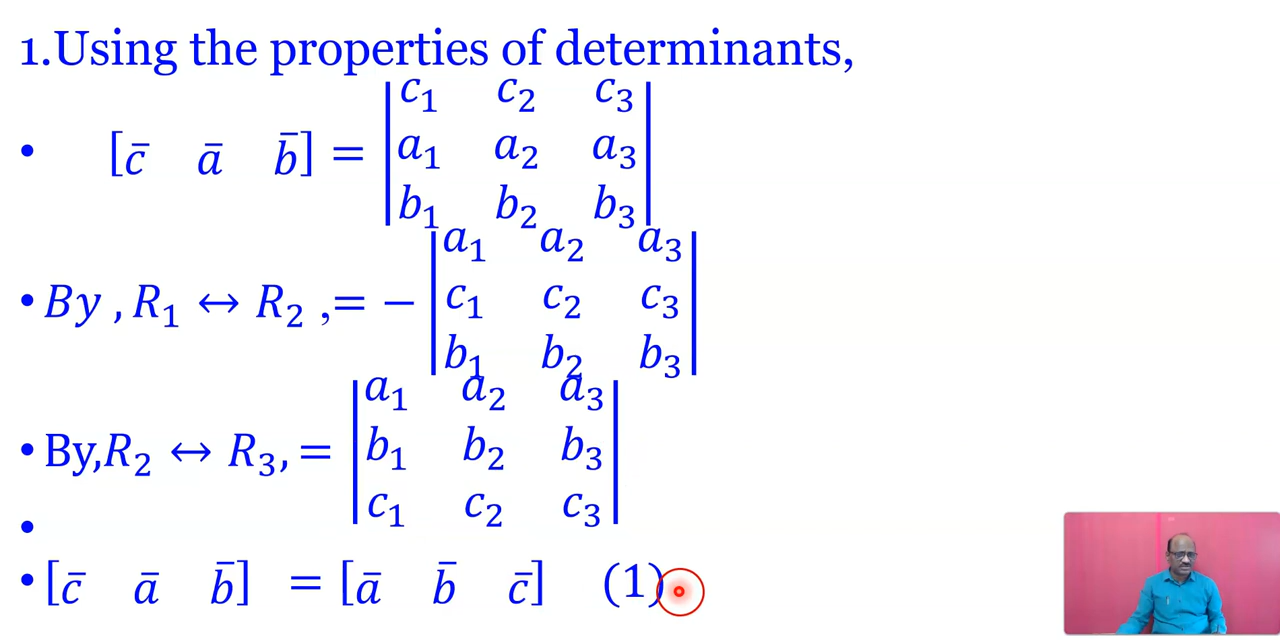 1.Using the properties of determinants,
• [c̄ ā b̄] = | c₁ c₂ c₃ |
| a₁ a₂ a₃ |
| b₁ b₂ b₃ |
• By , R₁ ↔ R₂ ,= − | a₁ a₂ a₃ |
| c₁ c₂ c₃ |
| b₁ b₂ b₃ |
• By,R₂ ↔ R₃, = | a₁ a₂ a₃ |
| b₁ b₂ b₃ |
| c₁ c₂ c₃ |
•
• [c̄ ā b̄] = [ā b̄ c̄] (1)